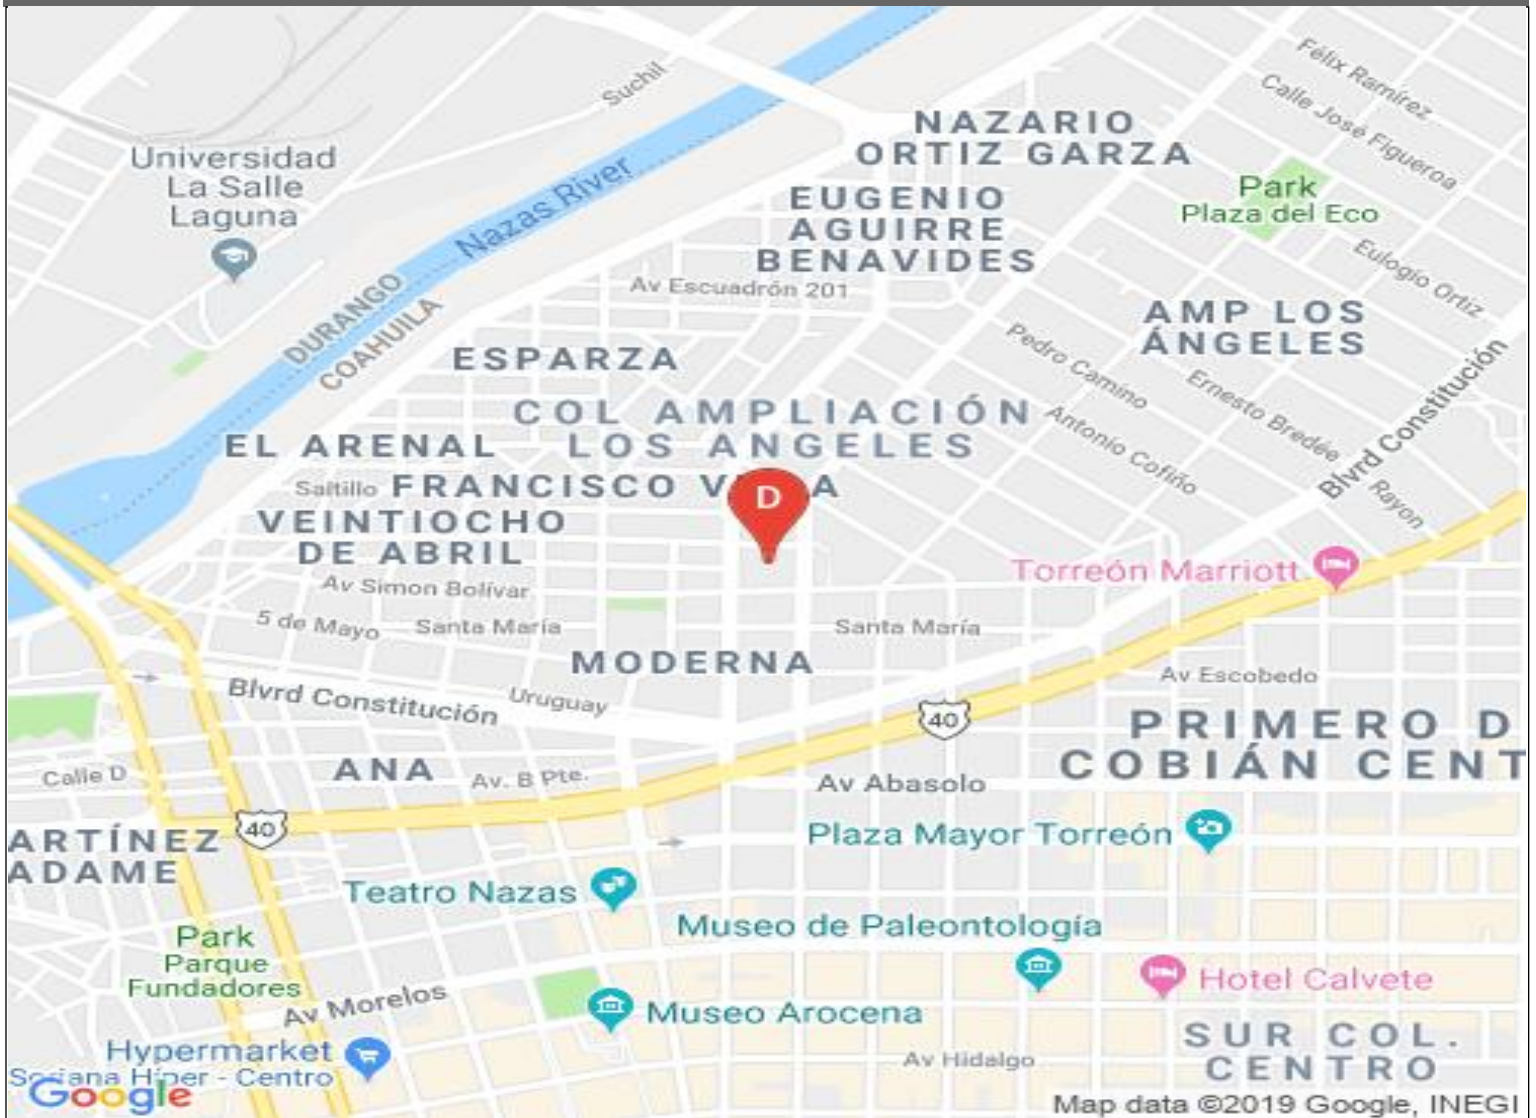 Félix Ramírez
Suchil
Calle José Figueroa
NAZARIO
ORTIZ GARZA
Universidad
La Salle
Laguna
Nazas River
EUGENIO
AGUIRRE
BENAVIDES
Park
Plaza del Eco
Eulogio Ortiz
Av Escuadrón 201
DURANGO
COAHUILA
AMP LOS
ÁNGELES
Pedro Camino
ESPARZA
Ernesto Bredée
Blvrd Constitución
COL AMPLIACIÓN
LOS ANGELES
Antonio Cofiño
EL ARENAL
Saltillo
FRANCISCO V A
D
Rayon
VEINTIOCHO
DE ABRIL
Torreón Marriott
Av Simon Bolívar
5 de Mayo
Santa María
Santa María
MODERNA
Av Escobedo
Blvrd Constitución
Uruguay
40
PRIMERO D
COBIÁN CENT
Calle D
ANA
Av. B Pte.
Av Abasolo
40
ARTÍNEZ
ADAME
Plaza Mayor Torreón
Teatro Nazas
Museo de Paleontología
Park
Parque
Fundadores
Hotel Calvete
Av Morelos
Museo Arocena
SUR COL.
CENTRO
Hypermarket
Soriana Híper - Centro
Av Hidalgo
Google
Map data ©2019 Google, INEGI